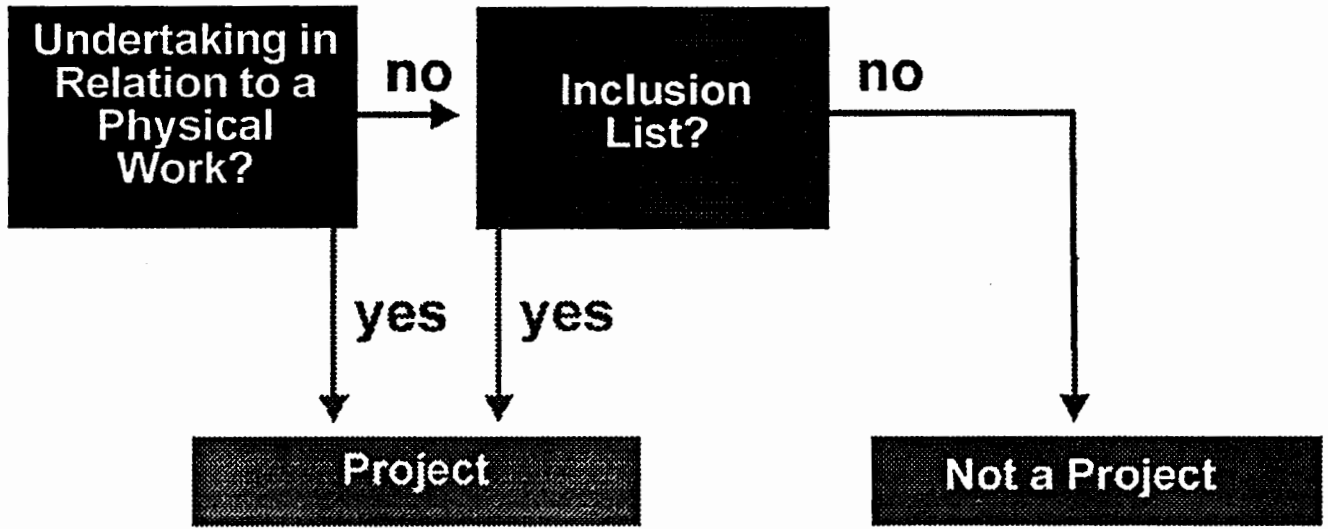 Undertaking in
Relation to a
Physical
Work?
no
Inclusion
List?
no
yes
yes
Project
Not a Project